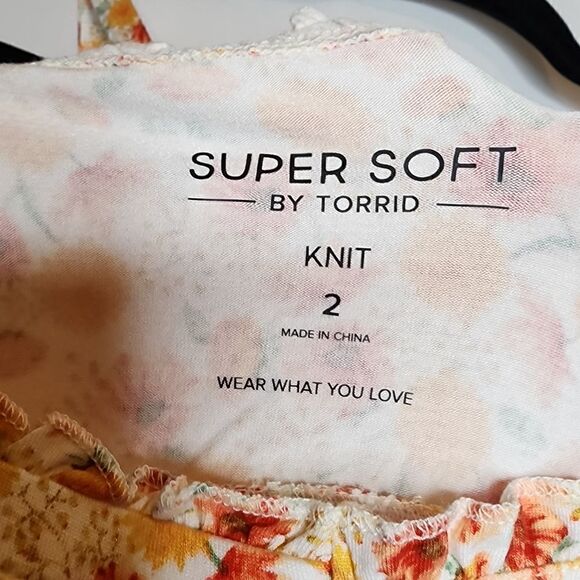 SUPER SOFT
BY TORRID
KNIT
2
MADE IN CHINA
WEAR WHAT YOU LOVE